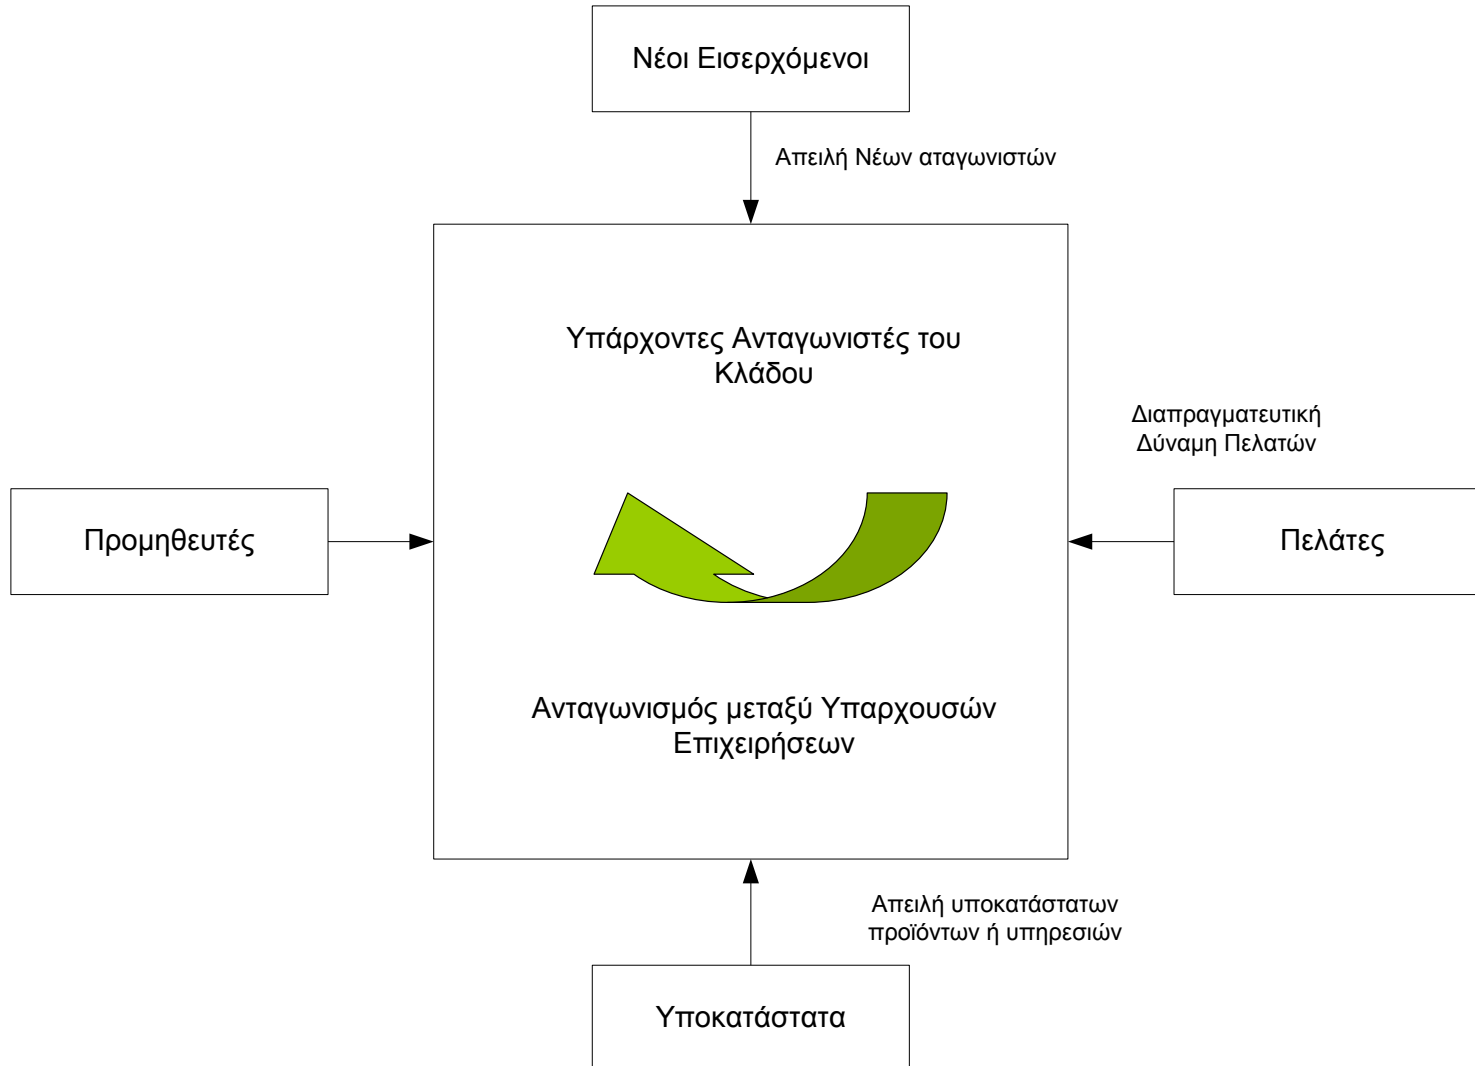 Νέοι Εισερχόμενοι
Απειλή Νέων αταγωνιστών
Υπάρχοντες Ανταγωνιστές του
Κλάδου
Διαπραγματευτική
Δύναμη Πελατών
Προμηθευτές
Πελάτες
Ανταγωνισμός μεταξύ Υπαρχουσών
Επιχειρήσεων
Απειλή υποκατάστατων
προϊόντων ή υπηρεσιών
Υποκατάστατα